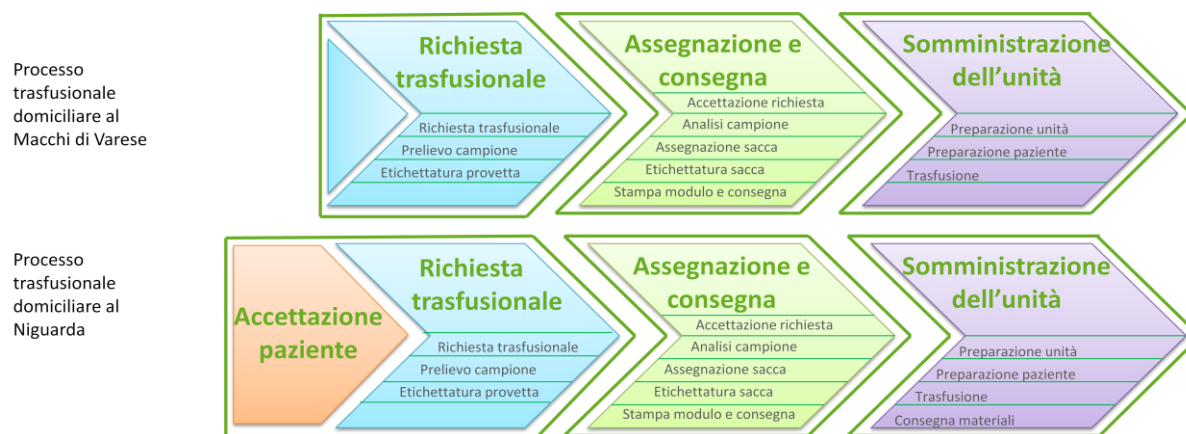 Processo
trasfusionale
domiciliare al
Macchi di Varese
Richiesta
trasfusionale
Richiesta trasfusionale
Prelievo campione
Etichettatura provetta
Assegnazione e
consegna
Accettazione richiesta
Analisi campione
Assegnazione sacca
Etichettatura sacca
Stampa modulo e consegna
Somministrazione
dell'unità
Preparazione unità
Preparazione paziente
Trasfusione
Processo
trasfusionale
domiciliare al
Niguarda
Accettazione
paziente
Richiesta
trasfusionale
Richiesta trasfusionale
Prelievo campione
Etichettatura provetta
Assegnazione e
consegna
Accettazione richiesta
Analisi campione
Assegnazione sacca
Etichettatura sacca
Stampa modulo e consegna
Somministrazione
dell'unità
Preparazione unità
Preparazione paziente
Trasfusione
Consegna materiali